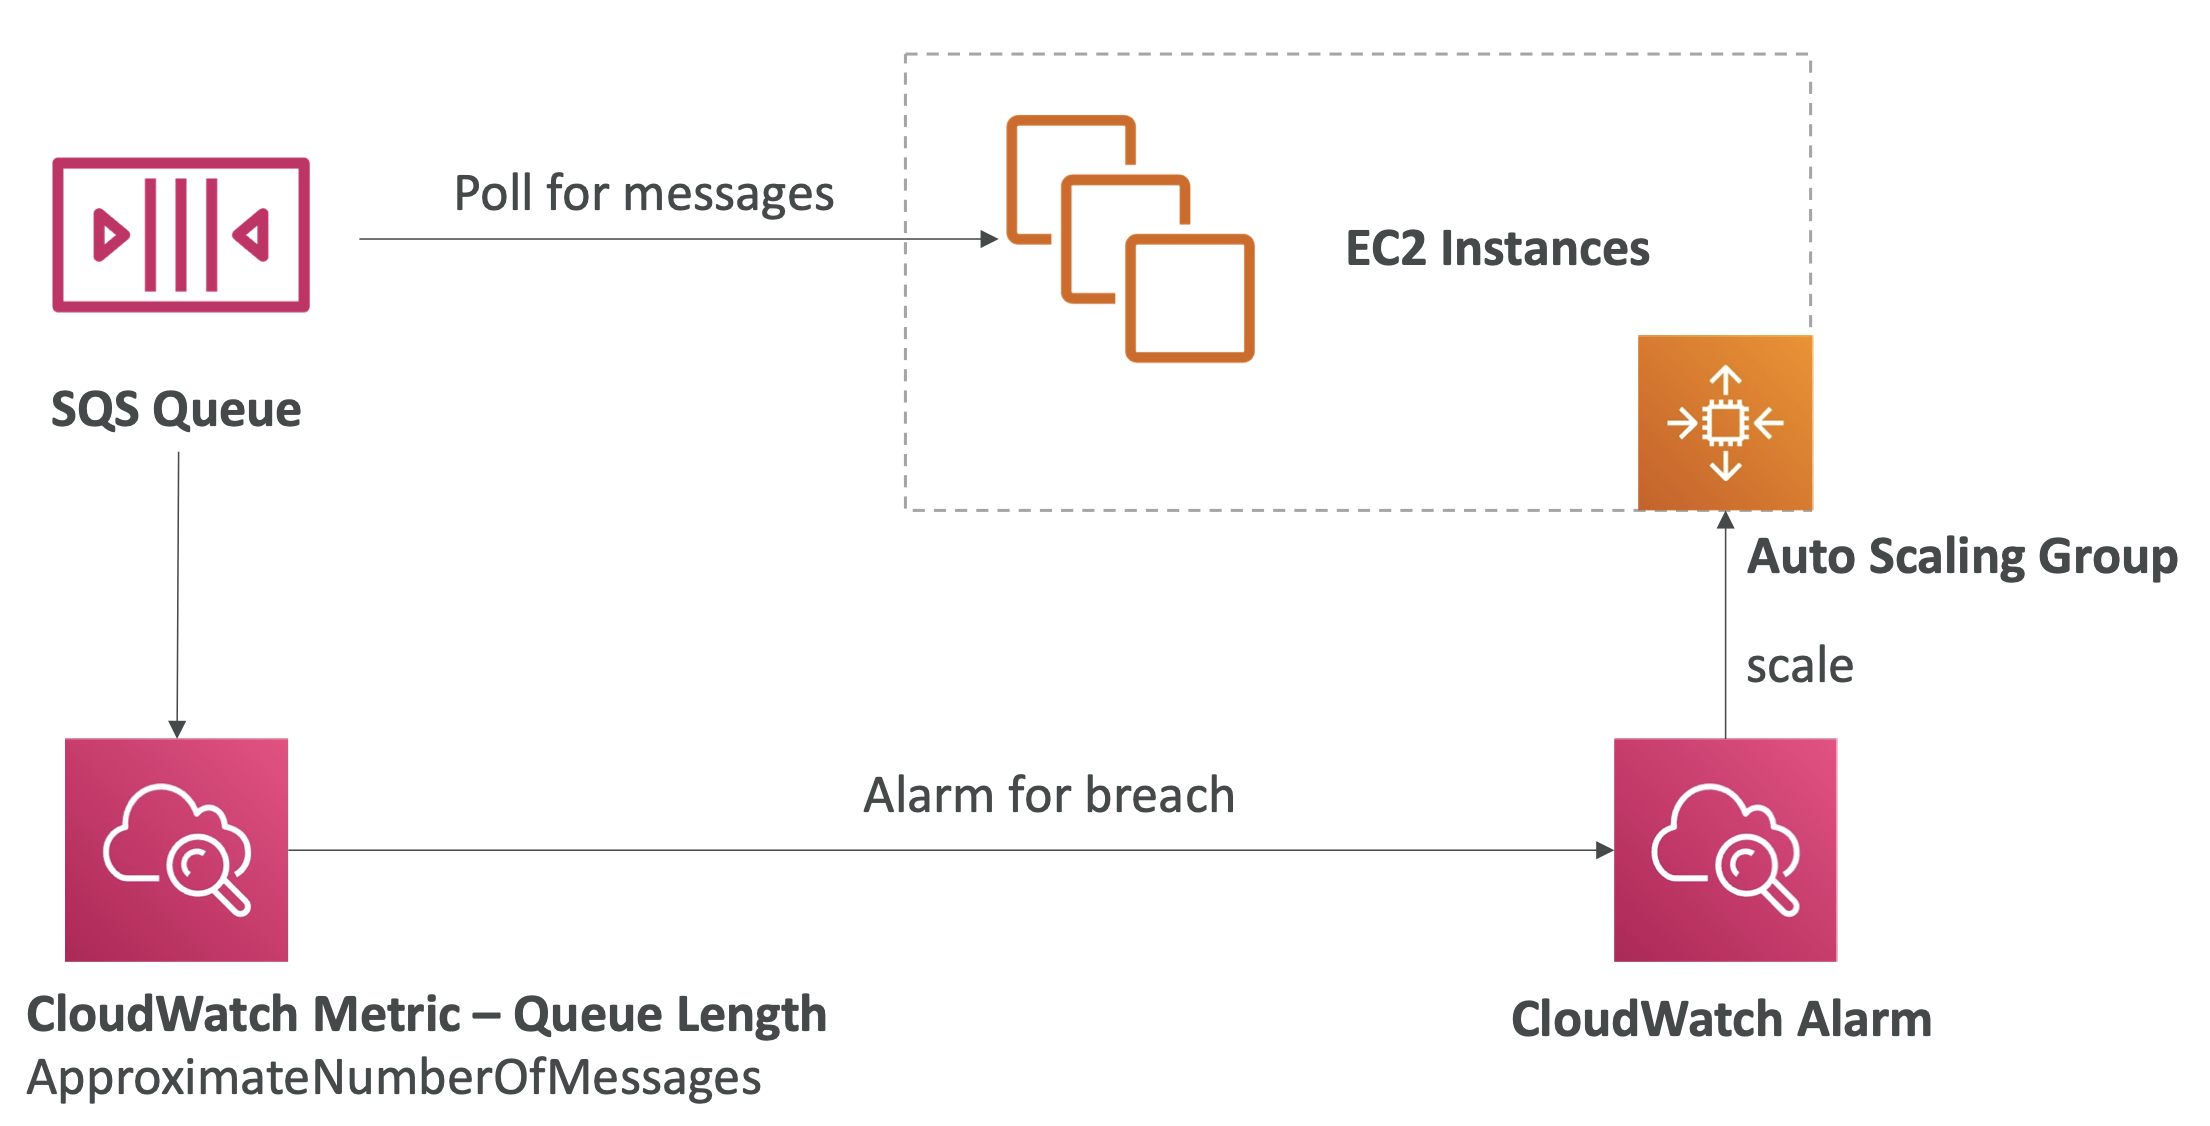 Poll for messages
EC2 Instances
SQS Queue
Auto Scaling Group
scale
Alarm for breach
CloudWatch Metric – Queue Length
ApproximateNumberOfMessages
CloudWatch Alarm